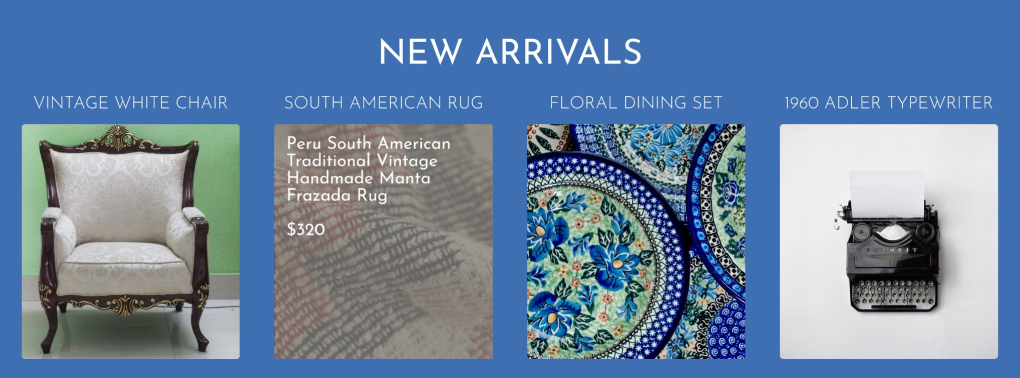 NEW ARRIVALS
VINTAGE WHITE CHAIR
SOUTH AMERICAN RUG
FLORAL DINING SET
1960 ADLER TYPEWRITER
Peru South American
Traditional Vintage
Handmade Manta
Frazada Rug
$320